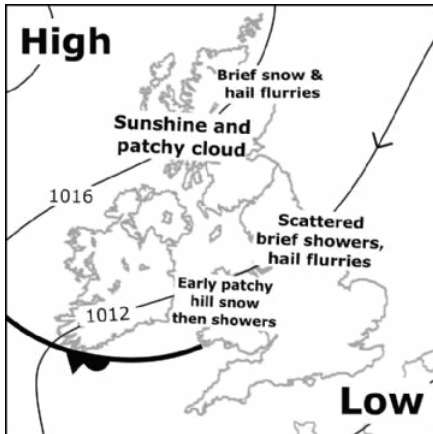 High
Brief snow &
hail flurries
Sunshine and
patchy cloud
1016
Scattered
brief showers,
hail flurries
Early patchy
hill snow
then showers
1012
Low